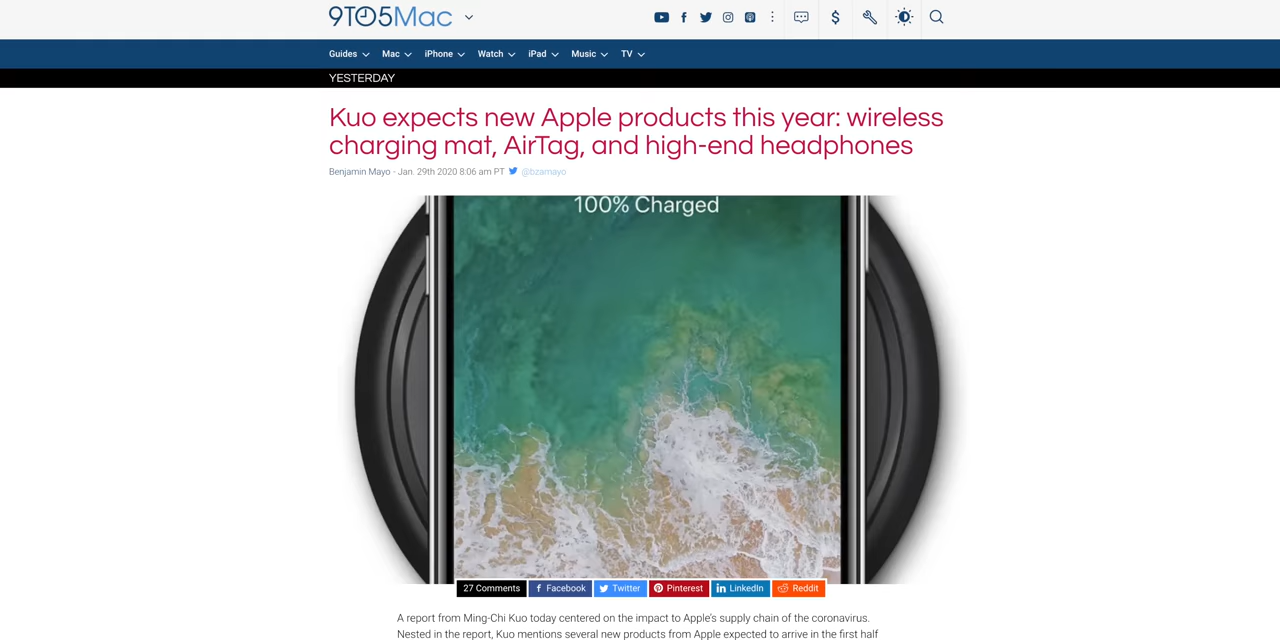 9TO5Mac
Guides Mac iPhone Watch iPad Music TV
YESTERDAY
Kuo expects new Apple products this year: wireless
charging mat, AirTag, and high-end headphones
Benjamin Mayo - Jan. 29th 2020 8:06 am PT @bzamayo
100% Charged
27 Comments Facebook Twitter Pinterest LinkedIn Reddit
A report from Ming-Chi Kuo today centered on the impact to Apple's supply chain of the coronavirus.
Nested in the report, Kuo mentions several new products from Apple expected to arrive in the first half